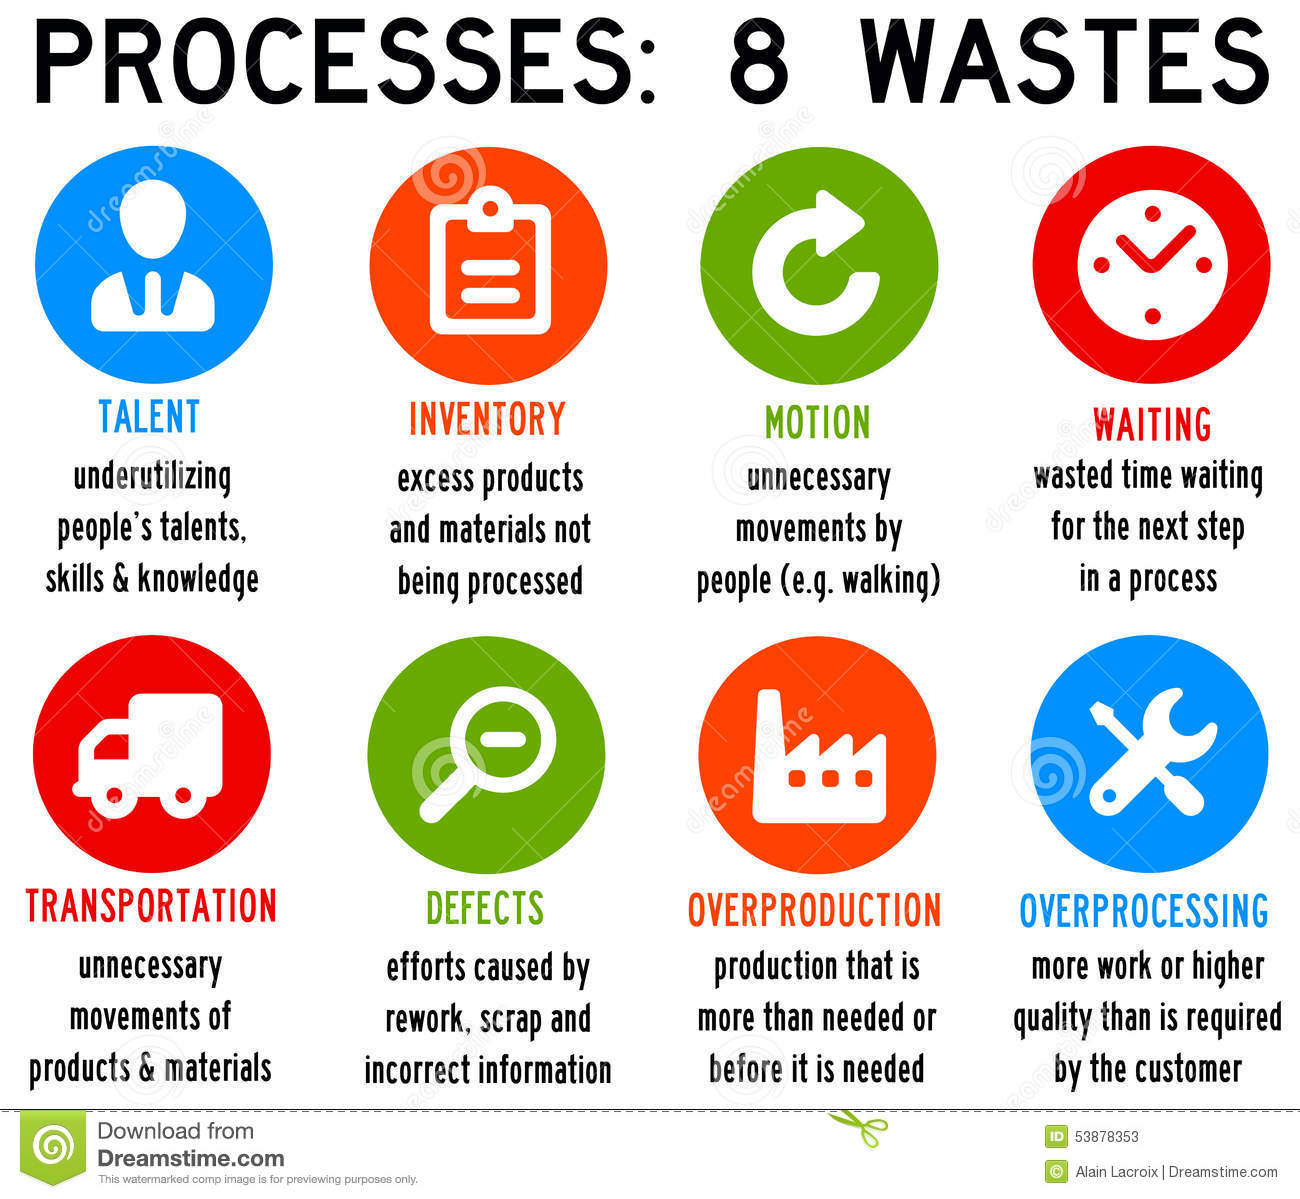 PROCESSES: 8 WASTES
TALENT
underutilizing
people's talents,
skills & knowledge
INVENTORY
excess products
and materials not
being processed
MOTION
unnecessary
movements by
people (e.g. walking)
WAITING
wasted time waiting
for the next step
in a process
TRANSPORTATION
unnecessary
movements of
products & materials
DEFECTS
efforts caused by
rework, scrap and
incorrect information
OVERPRODUCTION
production that is
more than needed or
before it is needed
OVERPROCESSING
more work or higher
quality than is required
by the customer
Download from
Dreamstime.com
This watermarked comp image is for previewing purposes only.
ID 53878353
© Alain Lacroix | Dreamstime.com